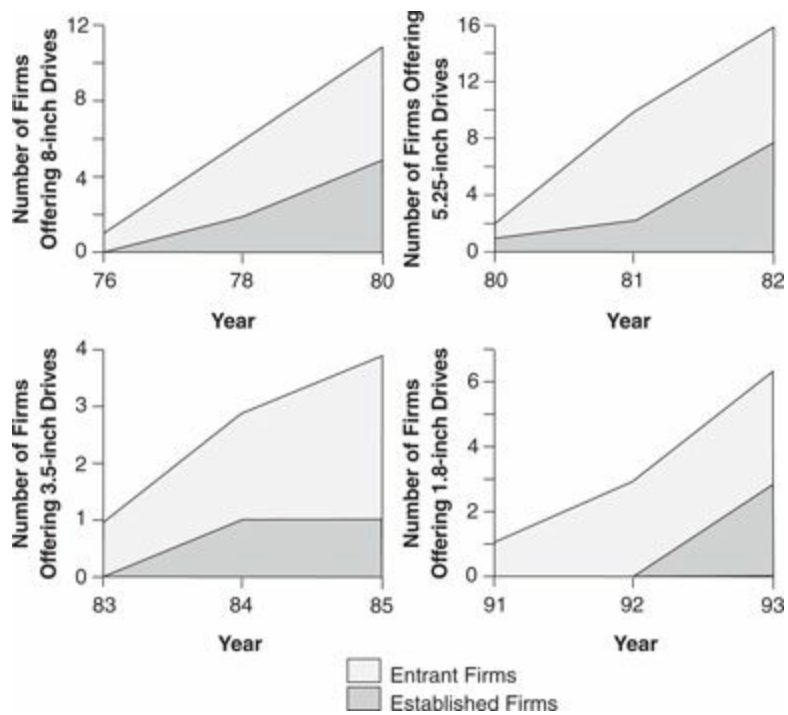 Number of Firms
Offering 8-inch Drives
12
8
4
0
76
78
80
Year
Number of Firms Offering
5.25-inch Drives
16
12
8
4
0
80
81
82
Year
Number of Firms
Offering 3.5-inch Drives
4
3
2
1
0
83
84
85
Year
Number of Firms
Offering 1.8-inch Drives
6
4
2
0
91
92
93
Year
Entrant Firms
Established Firms